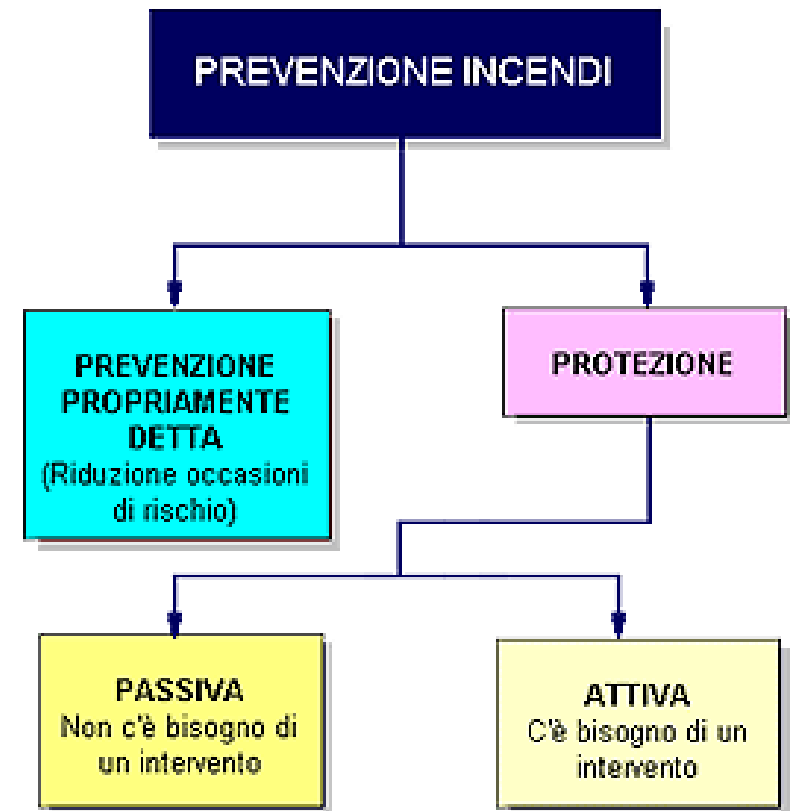 PREVENZIONE INCENDI
PREVENZIONE
PROPRIAMENTE
DETTA
(Riduzione occasioni
di rischio)
PROTEZIONE
PASSIVA
Non c'è bisogno di
un intervento
ATTIVA
C'è bisogno di un
intervento